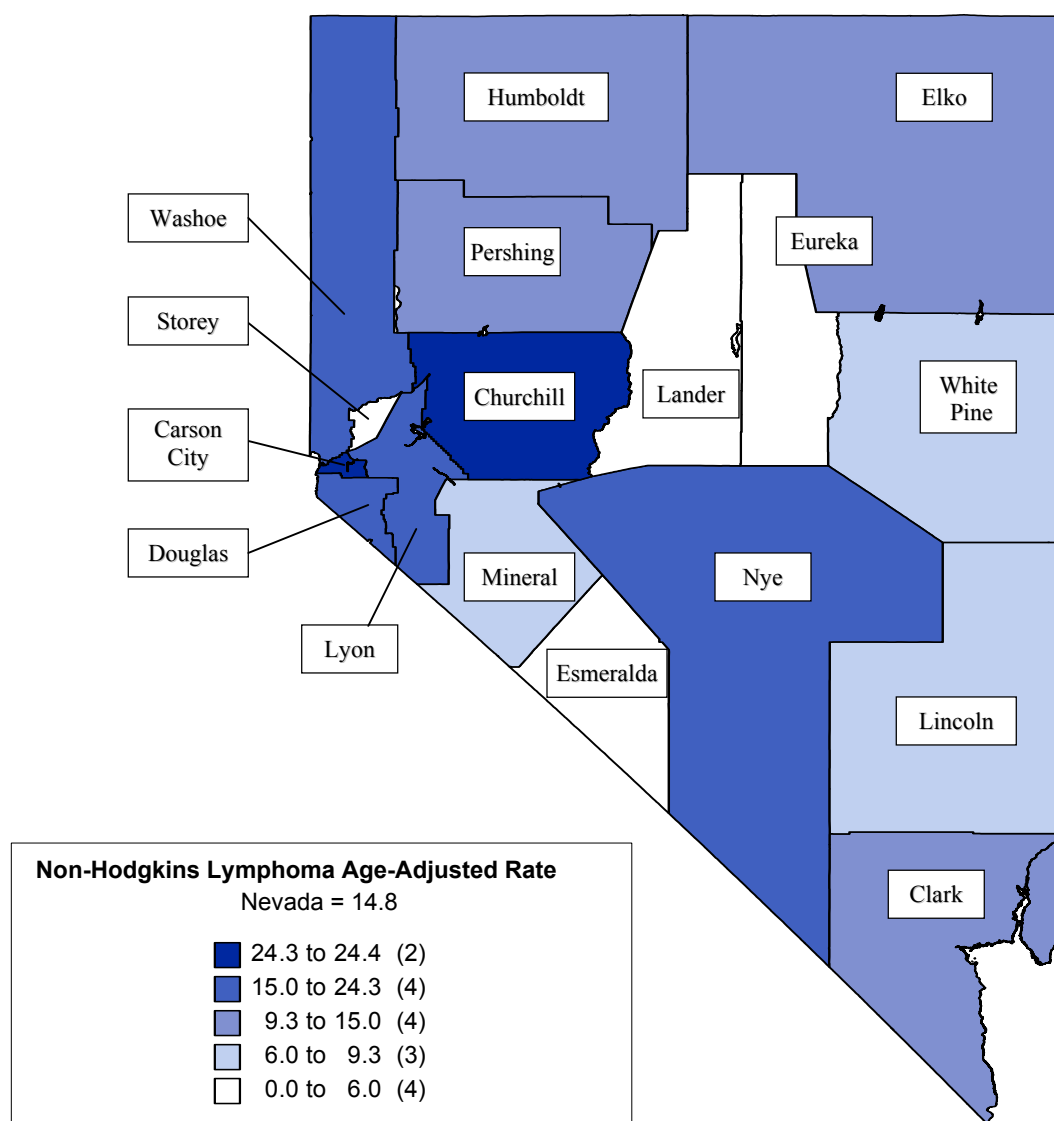 Humboldt
Elko
Washoe
Pershing
Eureka
Storey
Churchill
Lander
White
Pine
Carson
City
Douglas
Mineral
Nye
Lyon
Esmeralda
Lincoln
Non-Hodgkins Lymphoma Age-Adjusted Rate
Nevada = 14.8
Clark
24.3 to 24.4 (2)
15.0 to 24.3 (4)
9.3 to 15.0 (4)
6.0 to 9.3 (3)
0.0 to 6.0 (4)